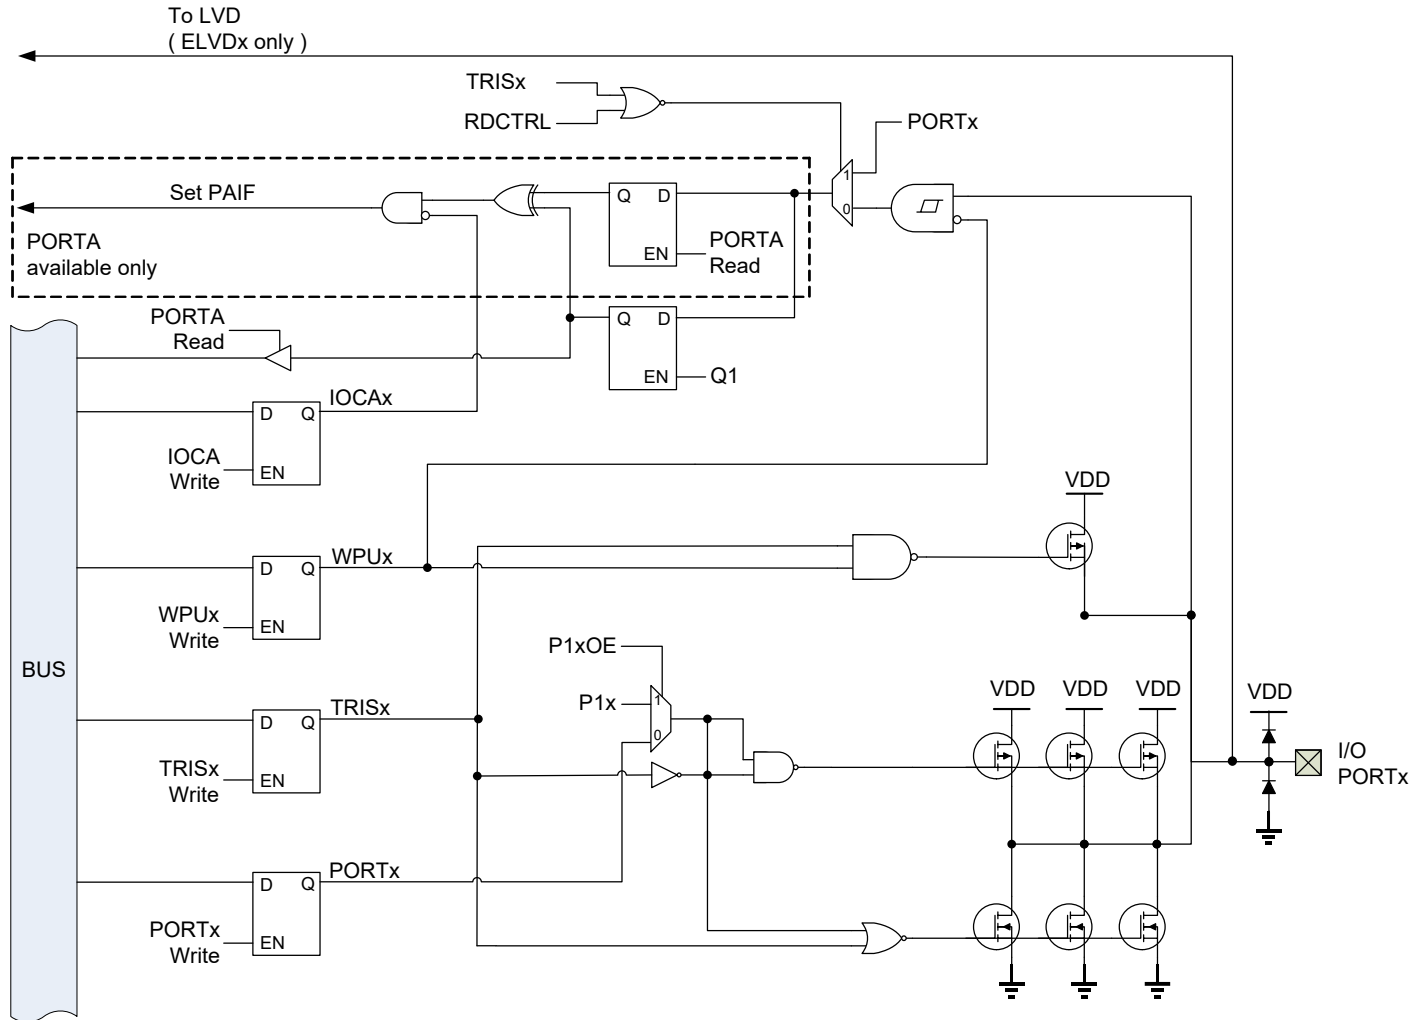 To LVD
( ELVDx only )
TRISx
RDCTRL
PORTx
1
0
Set PAIF
Q D
EN
PORTA
Read
PORTA
available only
PORTA
Read
Q D
EN
Q1
IOCAx
D Q
EN
IOCA
Write
VDD
WPUx
D Q
EN
WPUx
Write
BUS
P1xOE
P1x
1
0
VDD
VDD
VDD
VDD
TRISx
D Q
EN
TRISx
Write
I/O
PORTx
PORTx
D Q
EN
PORTx
Write